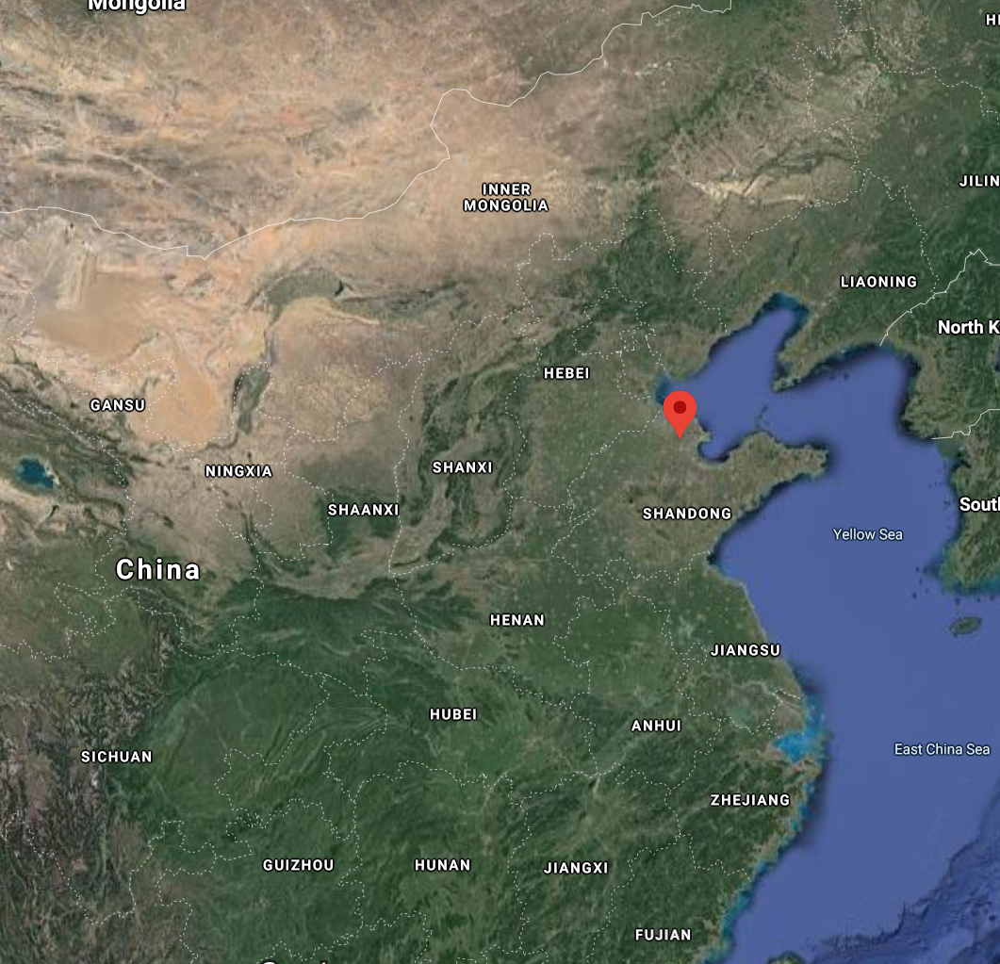 Mongolia
INNER
MONGOLIA
JILIN
LIAONING
North K
HEBEI
GANSU
NINGXIA
SHANXI
SHAANXI
SHANDONG
South
Yellow Sea
China
HENAN
JIANGSU
HUBEI
ANHUI
SICHUAN
East China Sea
ZHEJIANG
GUIZHOU
HUNAN
JIANGXI
FUJIAN